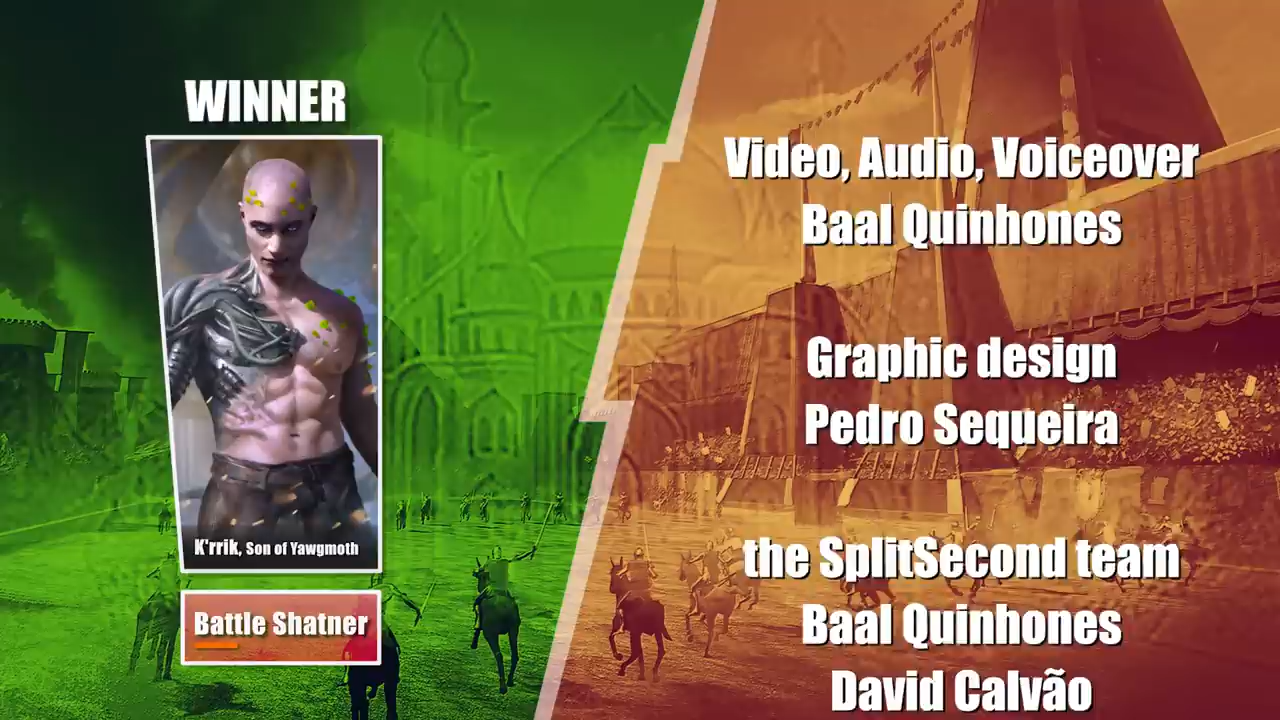 WINNER
K'rrik, Son of Yawgmoth
Battle Shatner
Video, Audio, Voiceover
Baal Quinhones
Graphic design
Pedro Sequeira
the SplitSecond team
Baal Quinhones
David Calvão